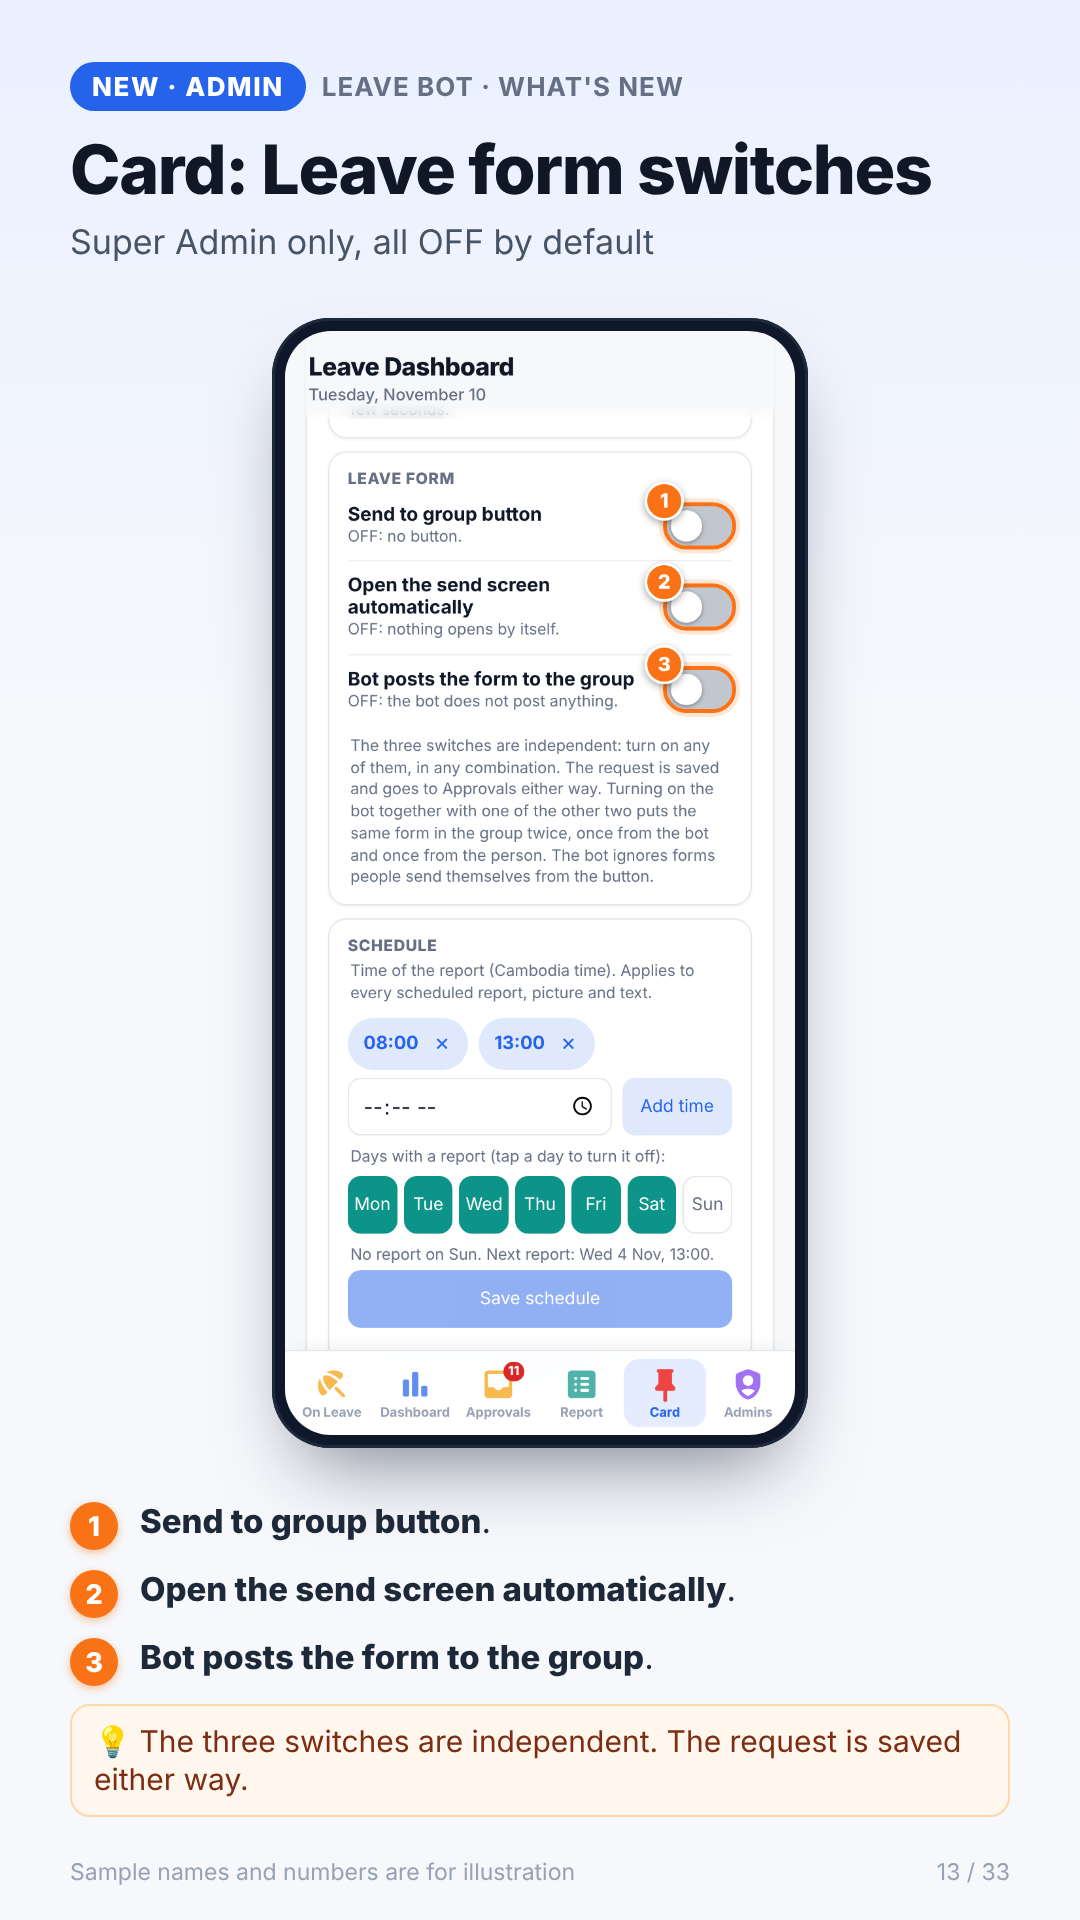 NEW · ADMIN LEAVE BOT · WHAT'S NEW
Card: Leave form switches
Super Admin only, all OFF by default
Leave Dashboard
Tuesday, November 10
few seconds.
LEAVE FORM
Send to group button
OFF: no button.
1
Open the send screen
automatically
OFF: nothing opens by itself.
2
Bot posts the form to the group
OFF: the bot does not post anything.
3
The three switches are independent: turn on any
of them, in any combination. The request is saved
and goes to Approvals either way. Turning on the
bot together with one of the other two puts the
same form in the group twice, once from the bot
and once from the person. The bot ignores forms
people send themselves from the button.
SCHEDULE
Time of the report (Cambodia time). Applies to
every scheduled report, picture and text.
08:00 × 13:00 ×
--:-- -- Add time
Days with a report (tap a day to turn it off):
Mon Tue Wed Thu Fri Sat Sun
No report on Sun. Next report: Wed 4 Nov, 13:00.
Save schedule
11
On Leave Dashboard Approvals Report Card Admins
1 Send to group button.
2 Open the send screen automatically.
3 Bot posts the form to the group.
💡 The three switches are independent. The request is saved
either way.
Sample names and numbers are for illustration 13 / 33